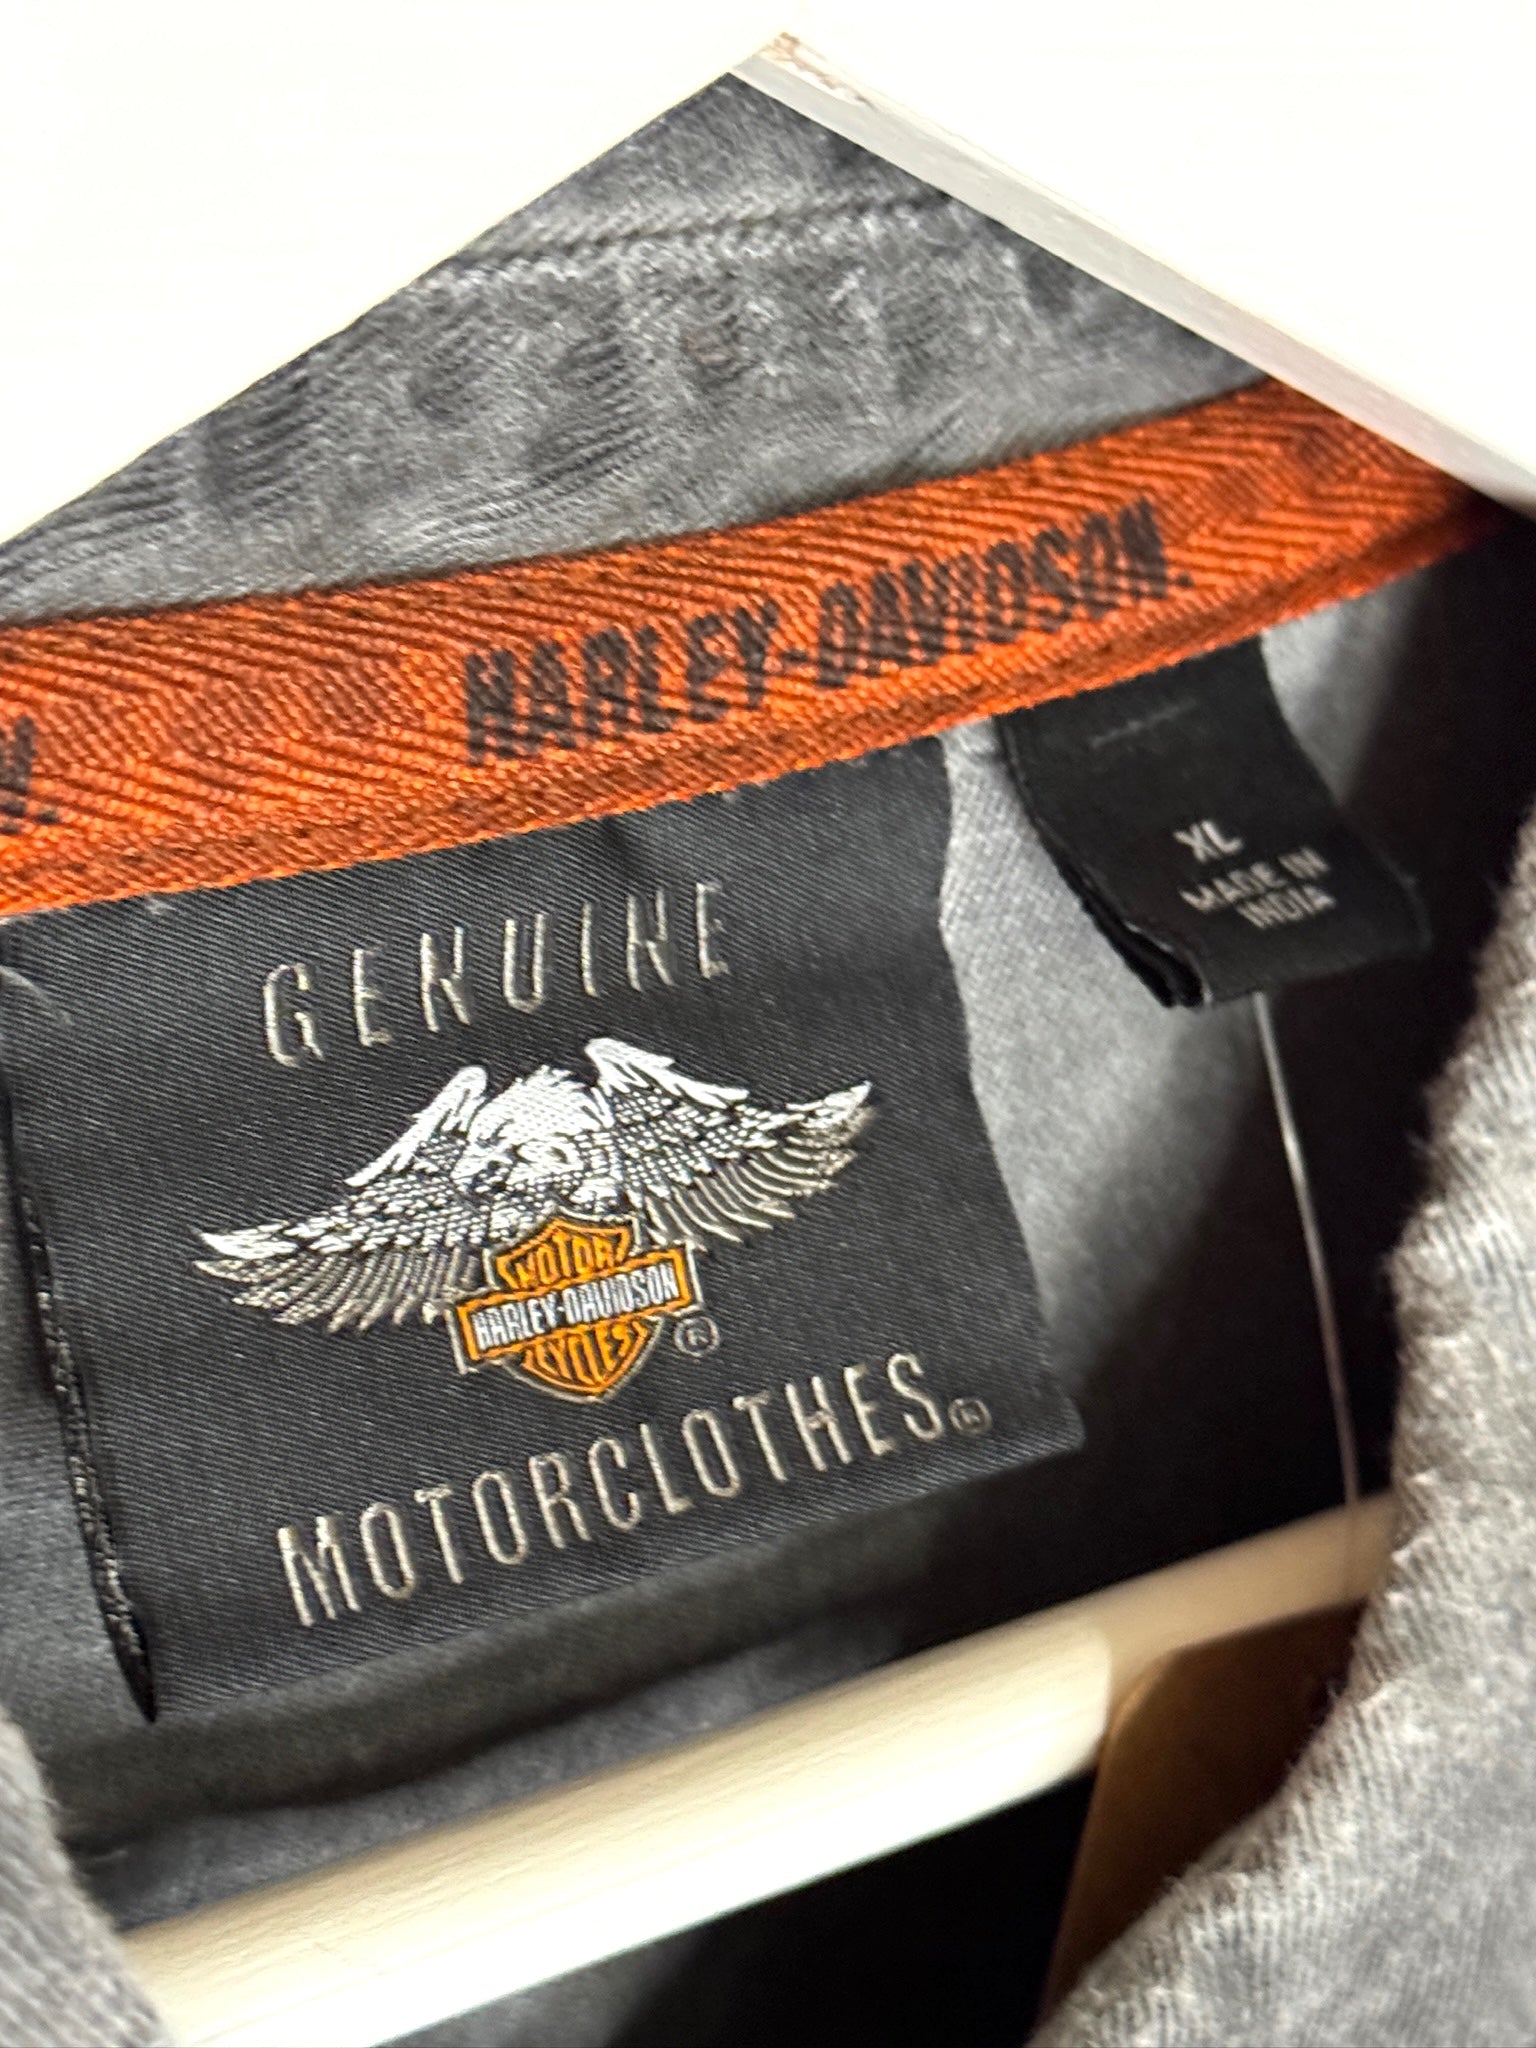 HARLEY-DAVIDSON.
GENUINE
MOTOR
HARLEY-DAVIDSON
CYCLES
®
MOTORCLOTHES®
XL
MADE IN
INDIA